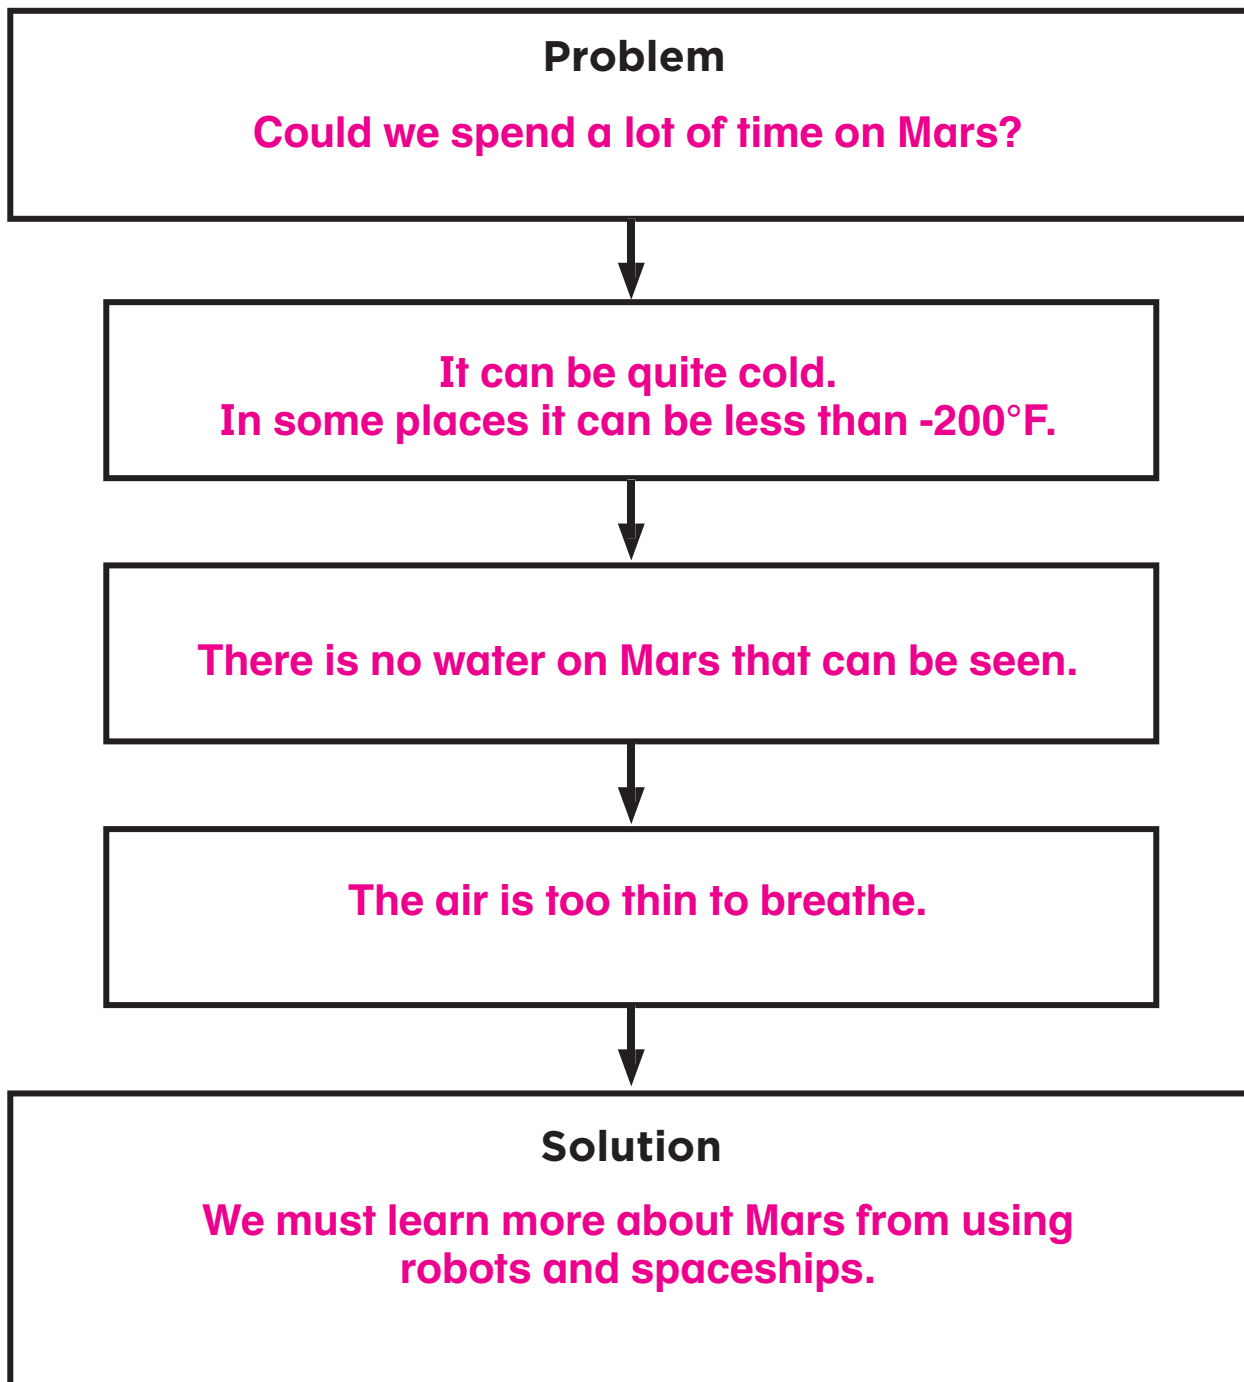 Problem
Could we spend a lot of time on Mars?
It can be quite cold.
In some places it can be less than -200°F.
There is no water on Mars that can be seen.
The air is too thin to breathe.
Solution
We must learn more about Mars from using
robots and spaceships.